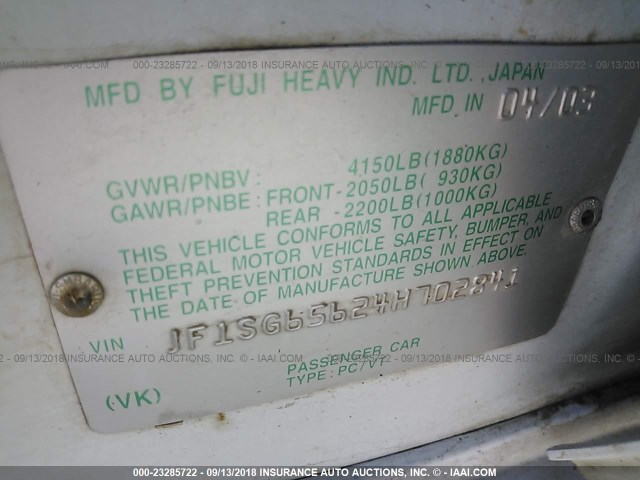 000-23285722 - 09/13/2018 INSURANCE AUTO AUCTIONS, INC. © - IAAI.COM
MFD BY FUJI HEAVY IND. LTD., JAPAN
MFD IN 04/03
GVWR/PNBV : 4150LB(1880KG)
GAWR/PNBE : FRONT-2050LB( 930KG)
REAR -2200LB(1000KG)
THIS VEHICLE CONFORMS TO ALL APPLICABLE
FEDERAL MOTOR VEHICLE SAFETY, BUMPER, AND
THEFT PREVENTION STANDARDS IN EFFECT ON
THE DATE OF MANUFACTURE SHOWN ABOVE.
VIN JF1SG65624H702841
PASSENGER CAR
TYPE: PC/VT
(VK)
000-23285722 - 09/13/2018 INSURANCE AUTO AUCTIONS, INC. © - IAAI.COM